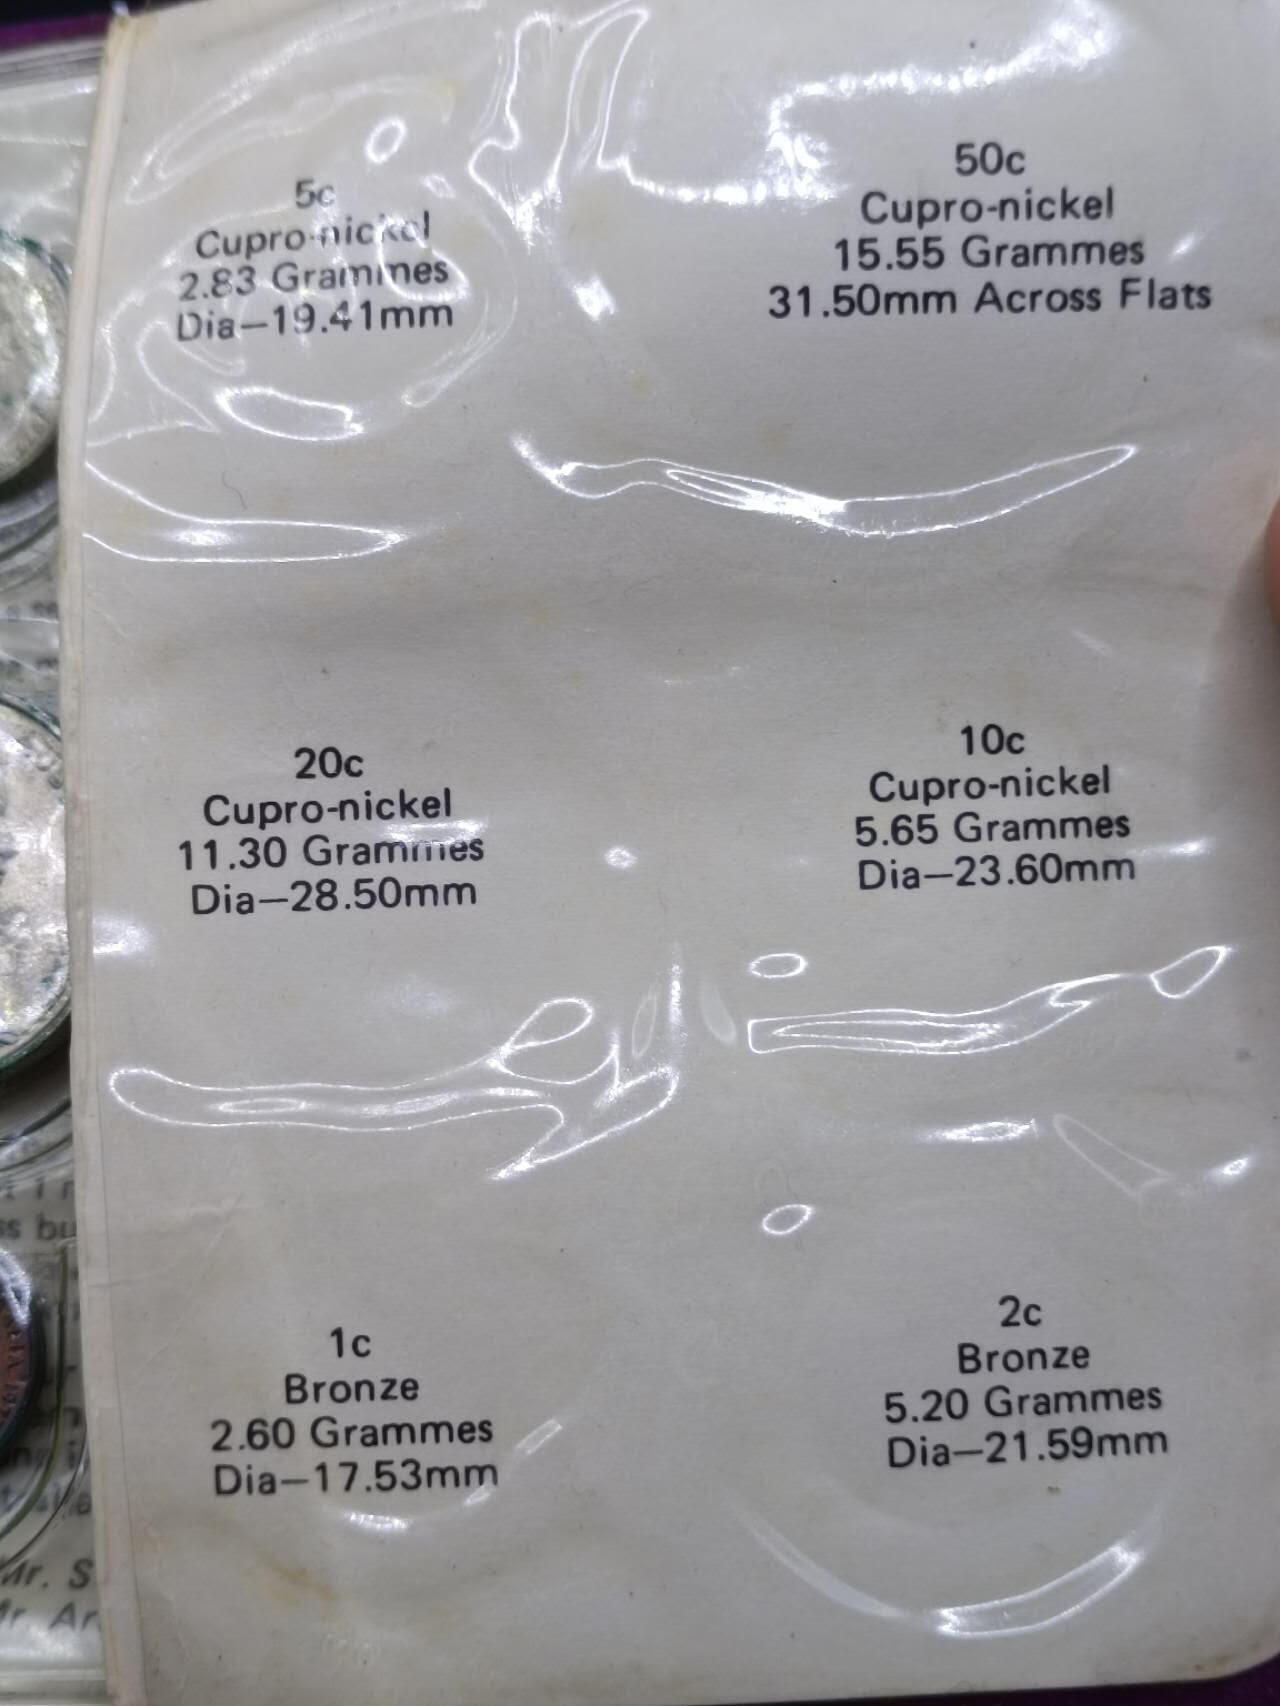 5c
Cupro-nickel
2.83 Grammes
Dia—19.41mm
50c
Cupro-nickel
15.55 Grammes
31.50mm Across Flats
20c
Cupro-nickel
11.30 Grammes
Dia—28.50mm
10c
Cupro-nickel
5.65 Grammes
Dia—23.60mm
1c
Bronze
2.60 Grammes
Dia—17.53mm
2c
Bronze
5.20 Grammes
Dia—21.59mm
Mr. S